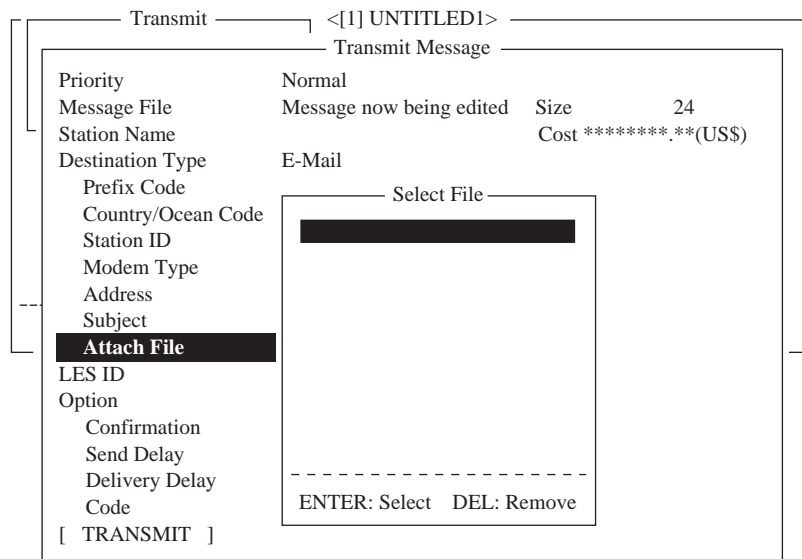 Transmit <[1] UNTITLED1>
Transmit Message
Priority Normal
Message File Message now being edited Size 24
Station Name Cost ********.**(US$)
Destination Type E-Mail
Prefix Code
Select File
Country/Ocean Code
Station ID
Modem Type
Address
Subject
Attach File
LES ID
Option
Confirmation
Send Delay
Delivery Delay
Code
ENTER: Select DEL: Remove
[ TRANSMIT ]